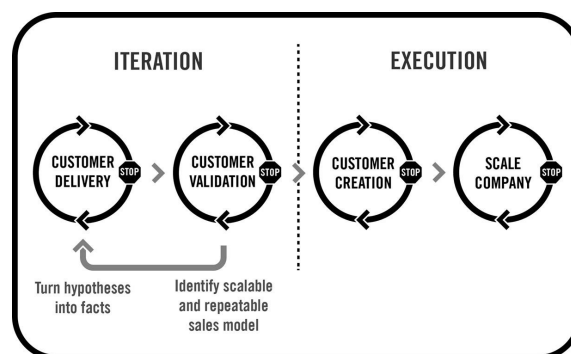 ITERATION
EXECUTION
CUSTOMER
DELIVERY
STOP
CUSTOMER
VALIDATION
STOP
CUSTOMER
CREATION
STOP
SCALE
COMPANY
STOP
Turn hypotheses
into facts
Identify scalable
and repeatable
sales model